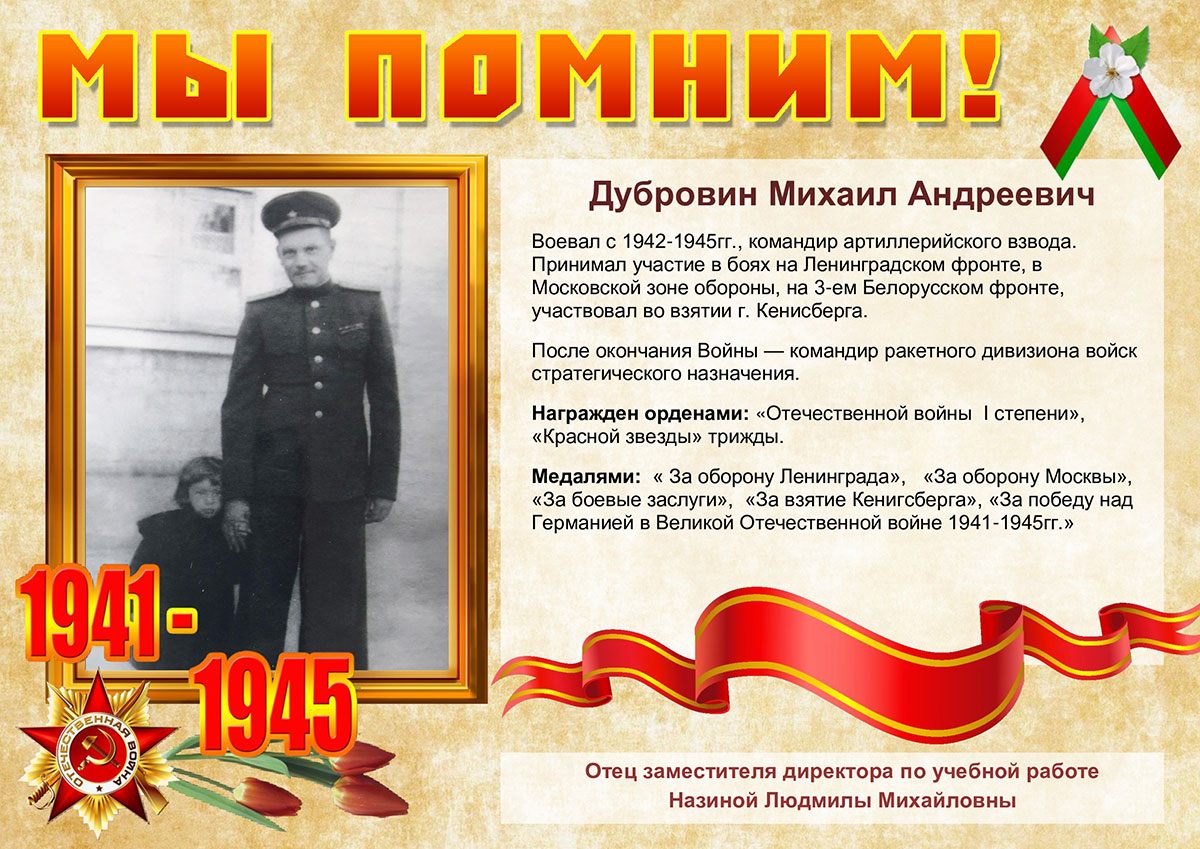 МЫ ПОМНИМ!
Дубровин Михаил Андреевич
Воевал с 1942-1945гг., командир артиллерийского взвода.
Принимал участие в боях на Ленинградском фронте, в
Московской зоне обороны, на 3-ем Белорусском фронте,
участвовал во взятии г. Кенисберга.
После окончания Войны — командир ракетного дивизиона войск
стратегического назначения.
Награжден орденами: «Отечественной войны  I степени»,
«Красной звезды» трижды.
Медалями:  « За оборону Ленинграда»,   «За оборону Москвы»,
«За боевые заслуги»,  «За взятие Кенигсберга», «За победу над
Германией в Великой Отечественной войне 1941-1945гг.»
1941-
1945
ОТЕЧЕСТВЕННАЯ ВОЙНА
Отец заместителя директора по учебной работе
Назиной Людмилы Михайловны